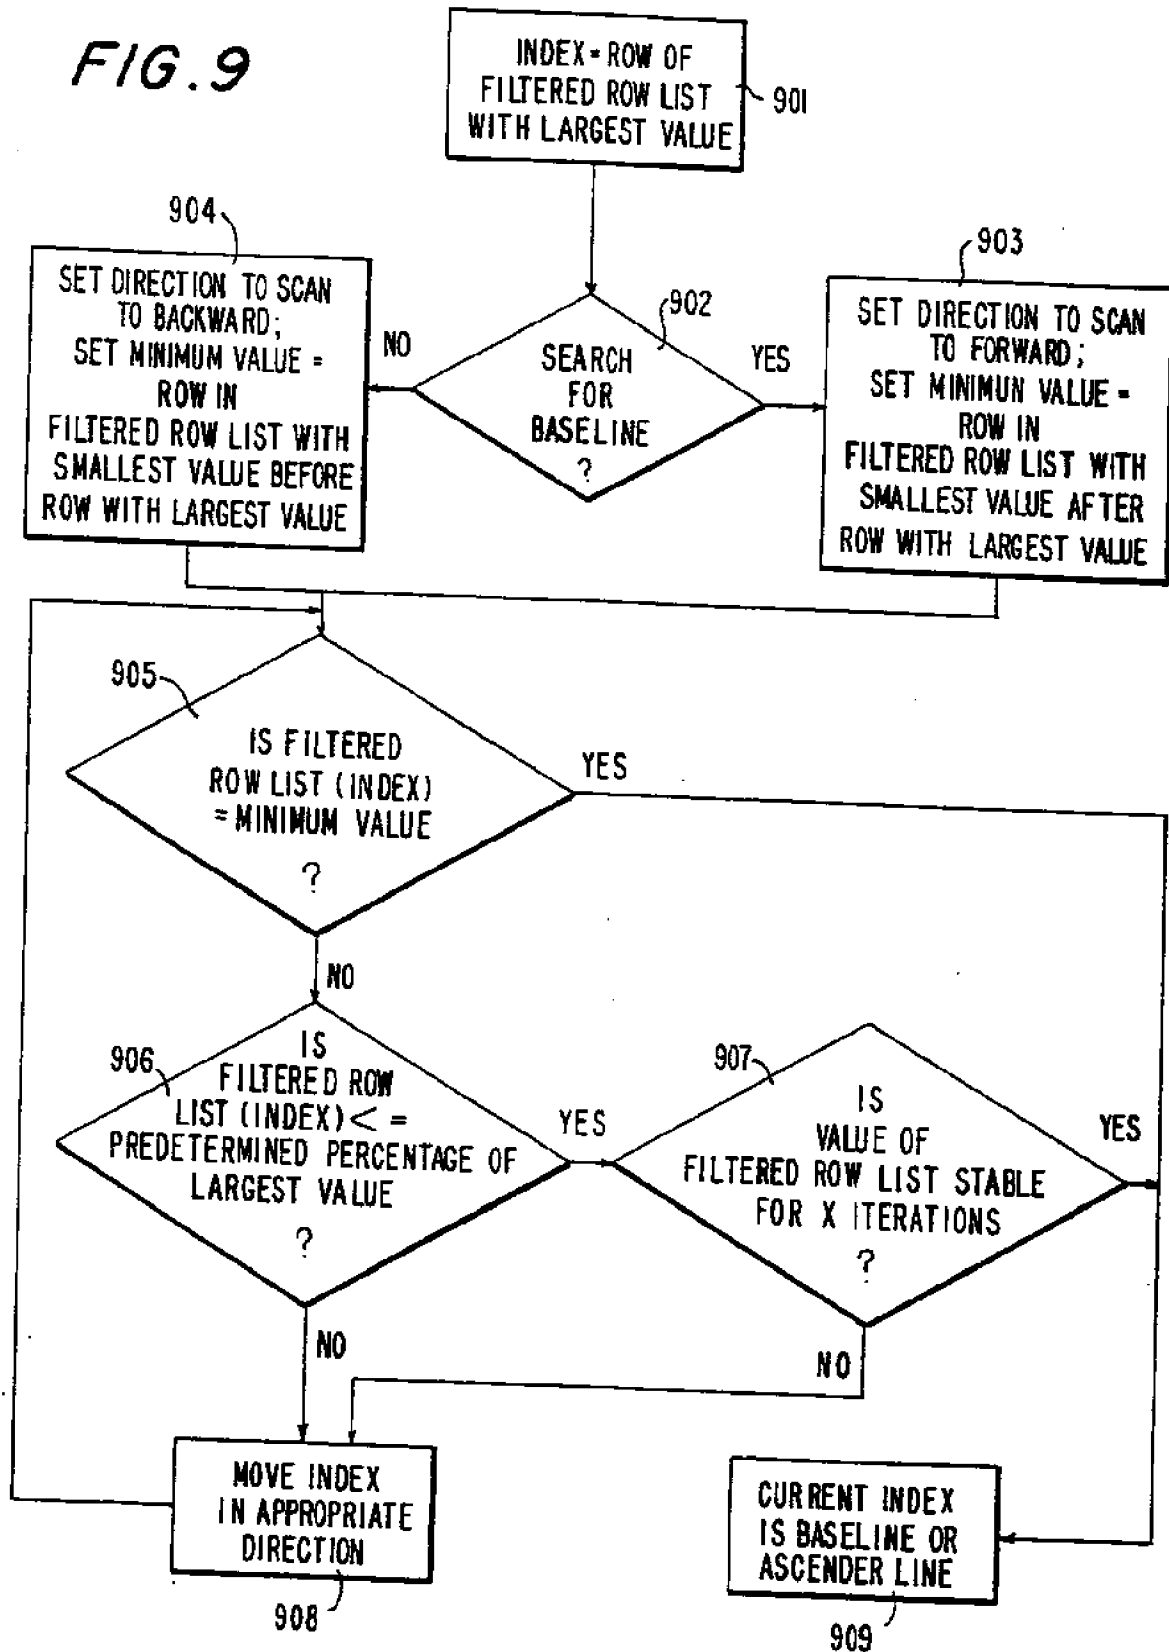 FIG. 9
INDEX = ROW OF
FILTERED ROW LIST
WITH LARGEST VALUE
901
904
SET DIRECTION TO SCAN
TO BACKWARD;
SET MINIMUM VALUE =
ROW IN
FILTERED ROW LIST WITH
SMALLEST VALUE BEFORE
ROW WITH LARGEST VALUE
NO
902
SEARCH
FOR
BASELINE
?
YES
903
SET DIRECTION TO SCAN
TO FORWARD;
SET MINIMUN VALUE =
ROW IN
FILTERED ROW LIST WITH
SMALLEST VALUE AFTER
ROW WITH LARGEST VALUE
905
IS FILTERED
ROW LIST (INDEX)
= MINIMUM VALUE
?
YES
NO
906
IS
FILTERED ROW
LIST (INDEX) < =
PREDETERMINED PERCENTAGE OF
LARGEST VALUE
?
YES
907
IS
VALUE OF
FILTERED ROW LIST STABLE
FOR X ITERATIONS
?
YES
NO
NO
MOVE INDEX
IN APPROPRIATE
DIRECTION
908
CURRENT INDEX
IS BASELINE OR
ASCENDER LINE
909